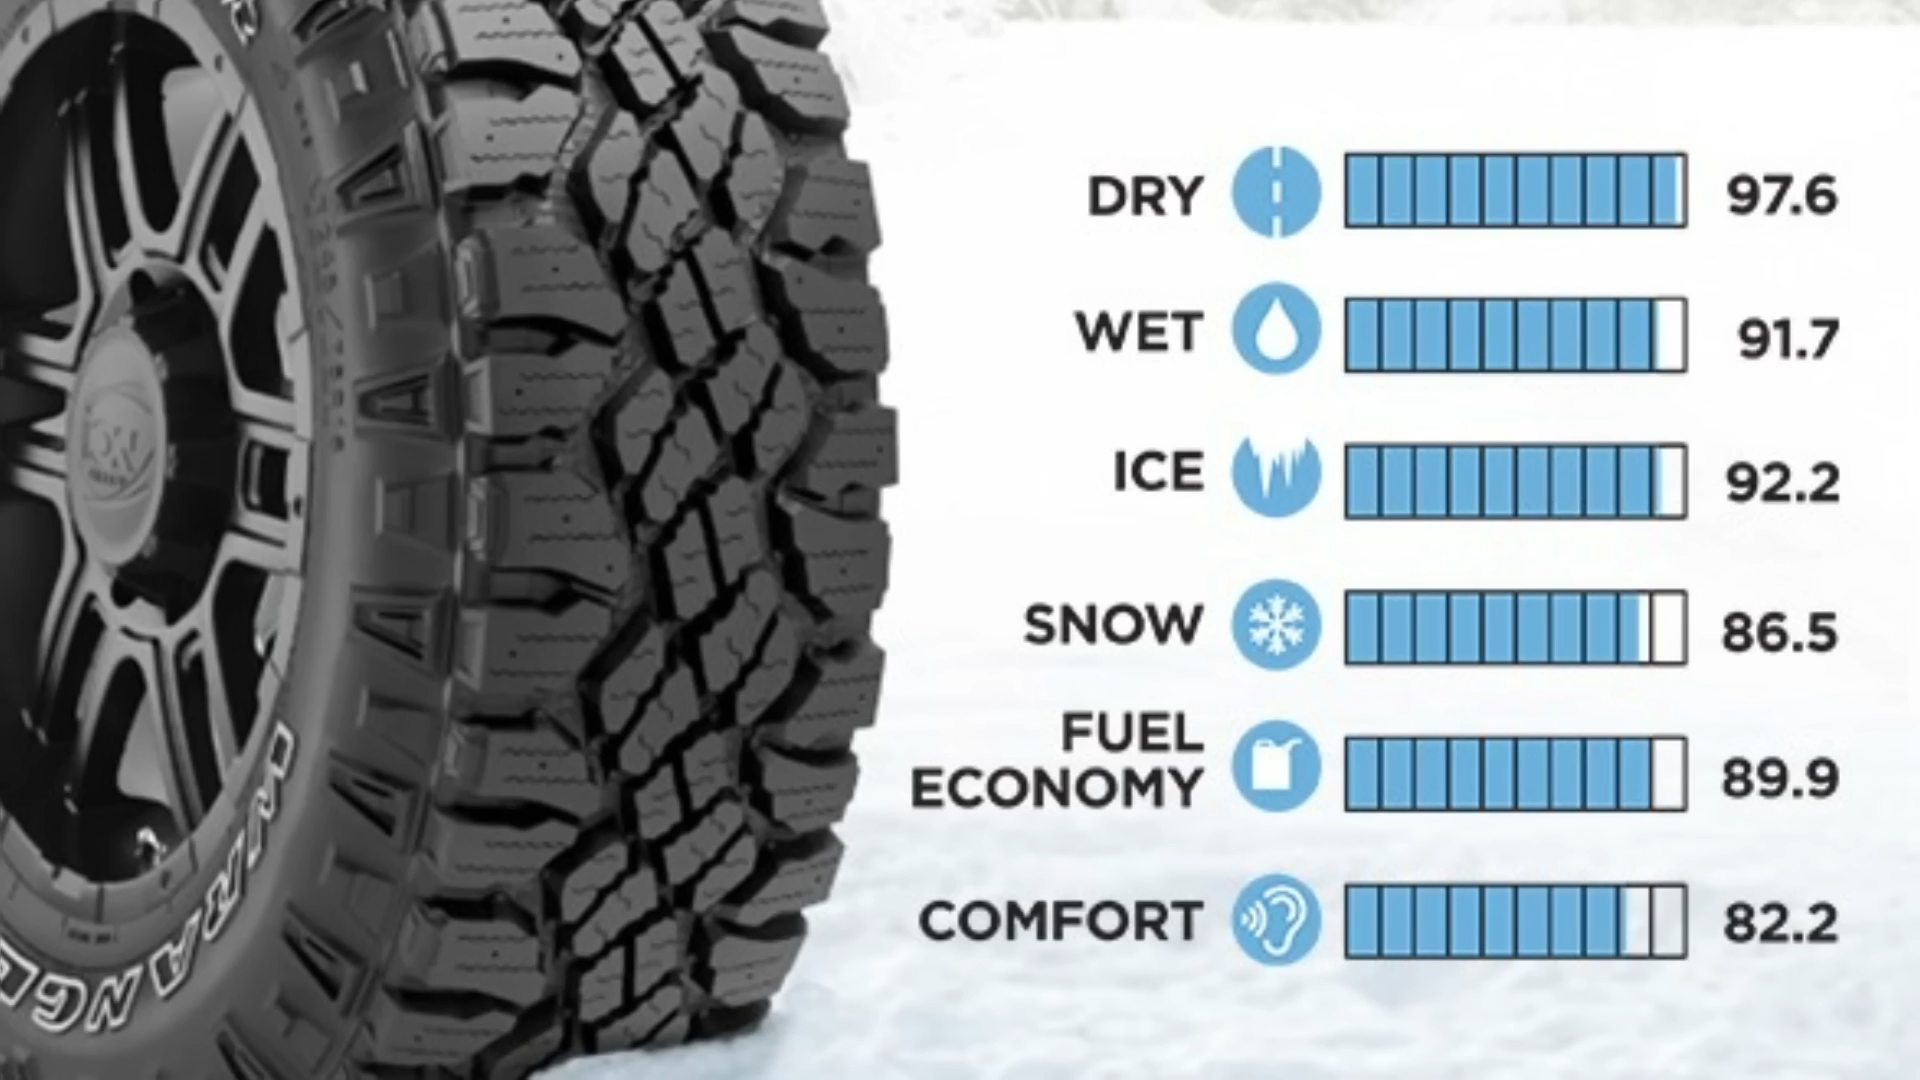 DRY 97.6
WET 91.7
ICE 92.2
SNOW 86.5
FUEL
ECONOMY 89.9
COMFORT 82.2